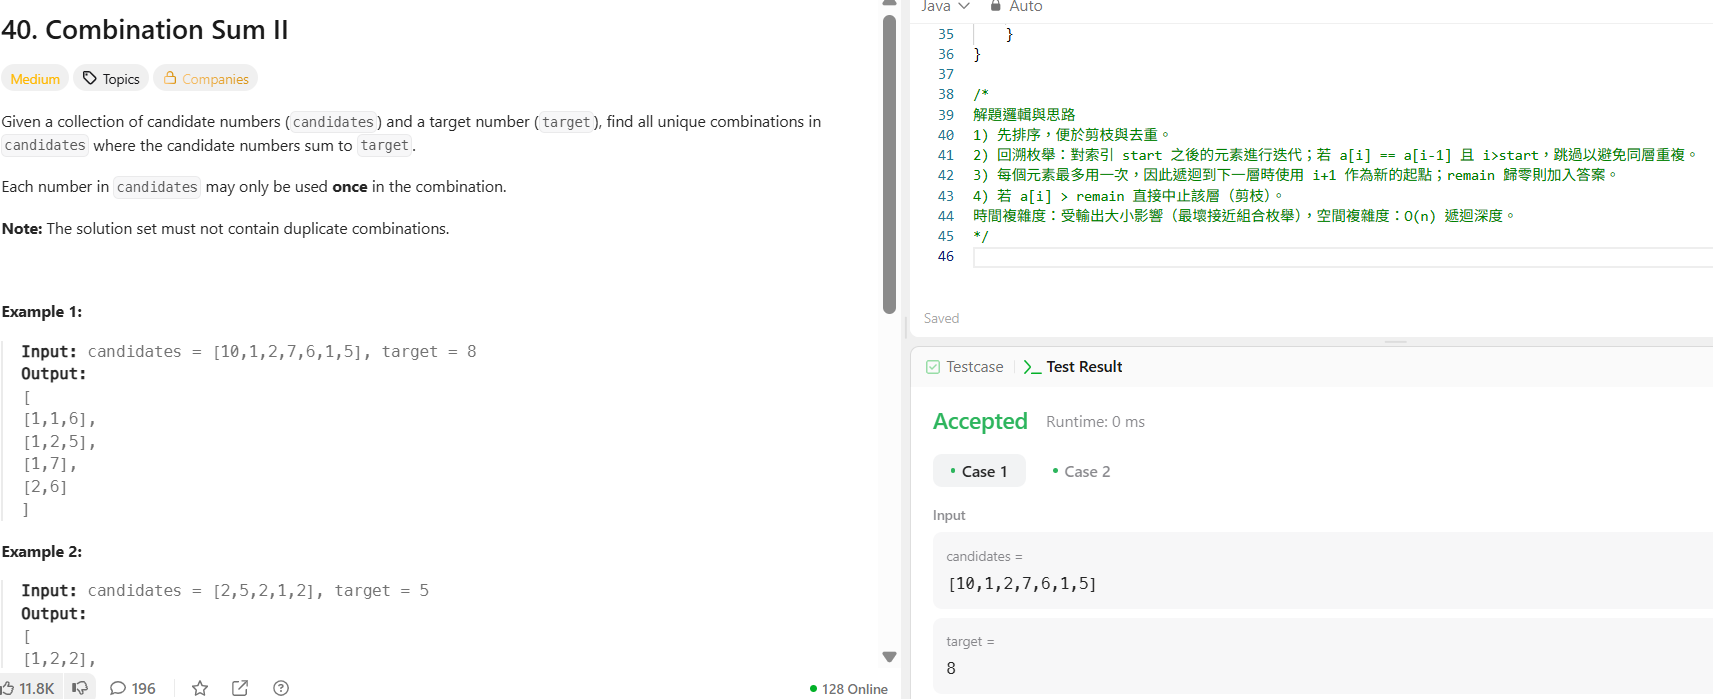 40. Combination Sum II
Medium Topics Companies
Given a collection of candidate numbers (candidates) and a target number (target), find all unique combinations in
candidates where the candidate numbers sum to target.
Each number in candidates may only be used once in the combination.
Note: The solution set must not contain duplicate combinations.
Example 1:
Input: candidates = [10,1,2,7,6,1,5], target = 8
Output:
[
[1,1,6],
[1,2,5],
[1,7],
[2,6]
]
Example 2:
Input: candidates = [2,5,2,1,2], target = 5
Output:
[
[1,2,2],
11.8K 196 128 Online
Java Auto
35 }
36 }
37
38 /*
39 解題邏輯與思路
40 1) 先排序，便於剪枝與去重。
41 2) 回溯枚舉：對索引 start 之後的元素進行迭代；若 a[i] == a[i-1] 且 i>start，跳過以避免同層重複。
42 3) 每個元素最多用一次，因此遞迴到下一層時使用 i+1 作為新的起點；remain 歸零則加入答案。
43 4) 若 a[i] > remain 直接中止該層（剪枝）。
44 時間複雜度：受輸出大小影響（最壞接近組合枚舉），空間複雜度：O(n) 遞迴深度。
45 */
46
Saved
Testcase Test Result
Accepted Runtime: 0 ms
Case 1 Case 2
Input
candidates =
[10,1,2,7,6,1,5]
target =
8